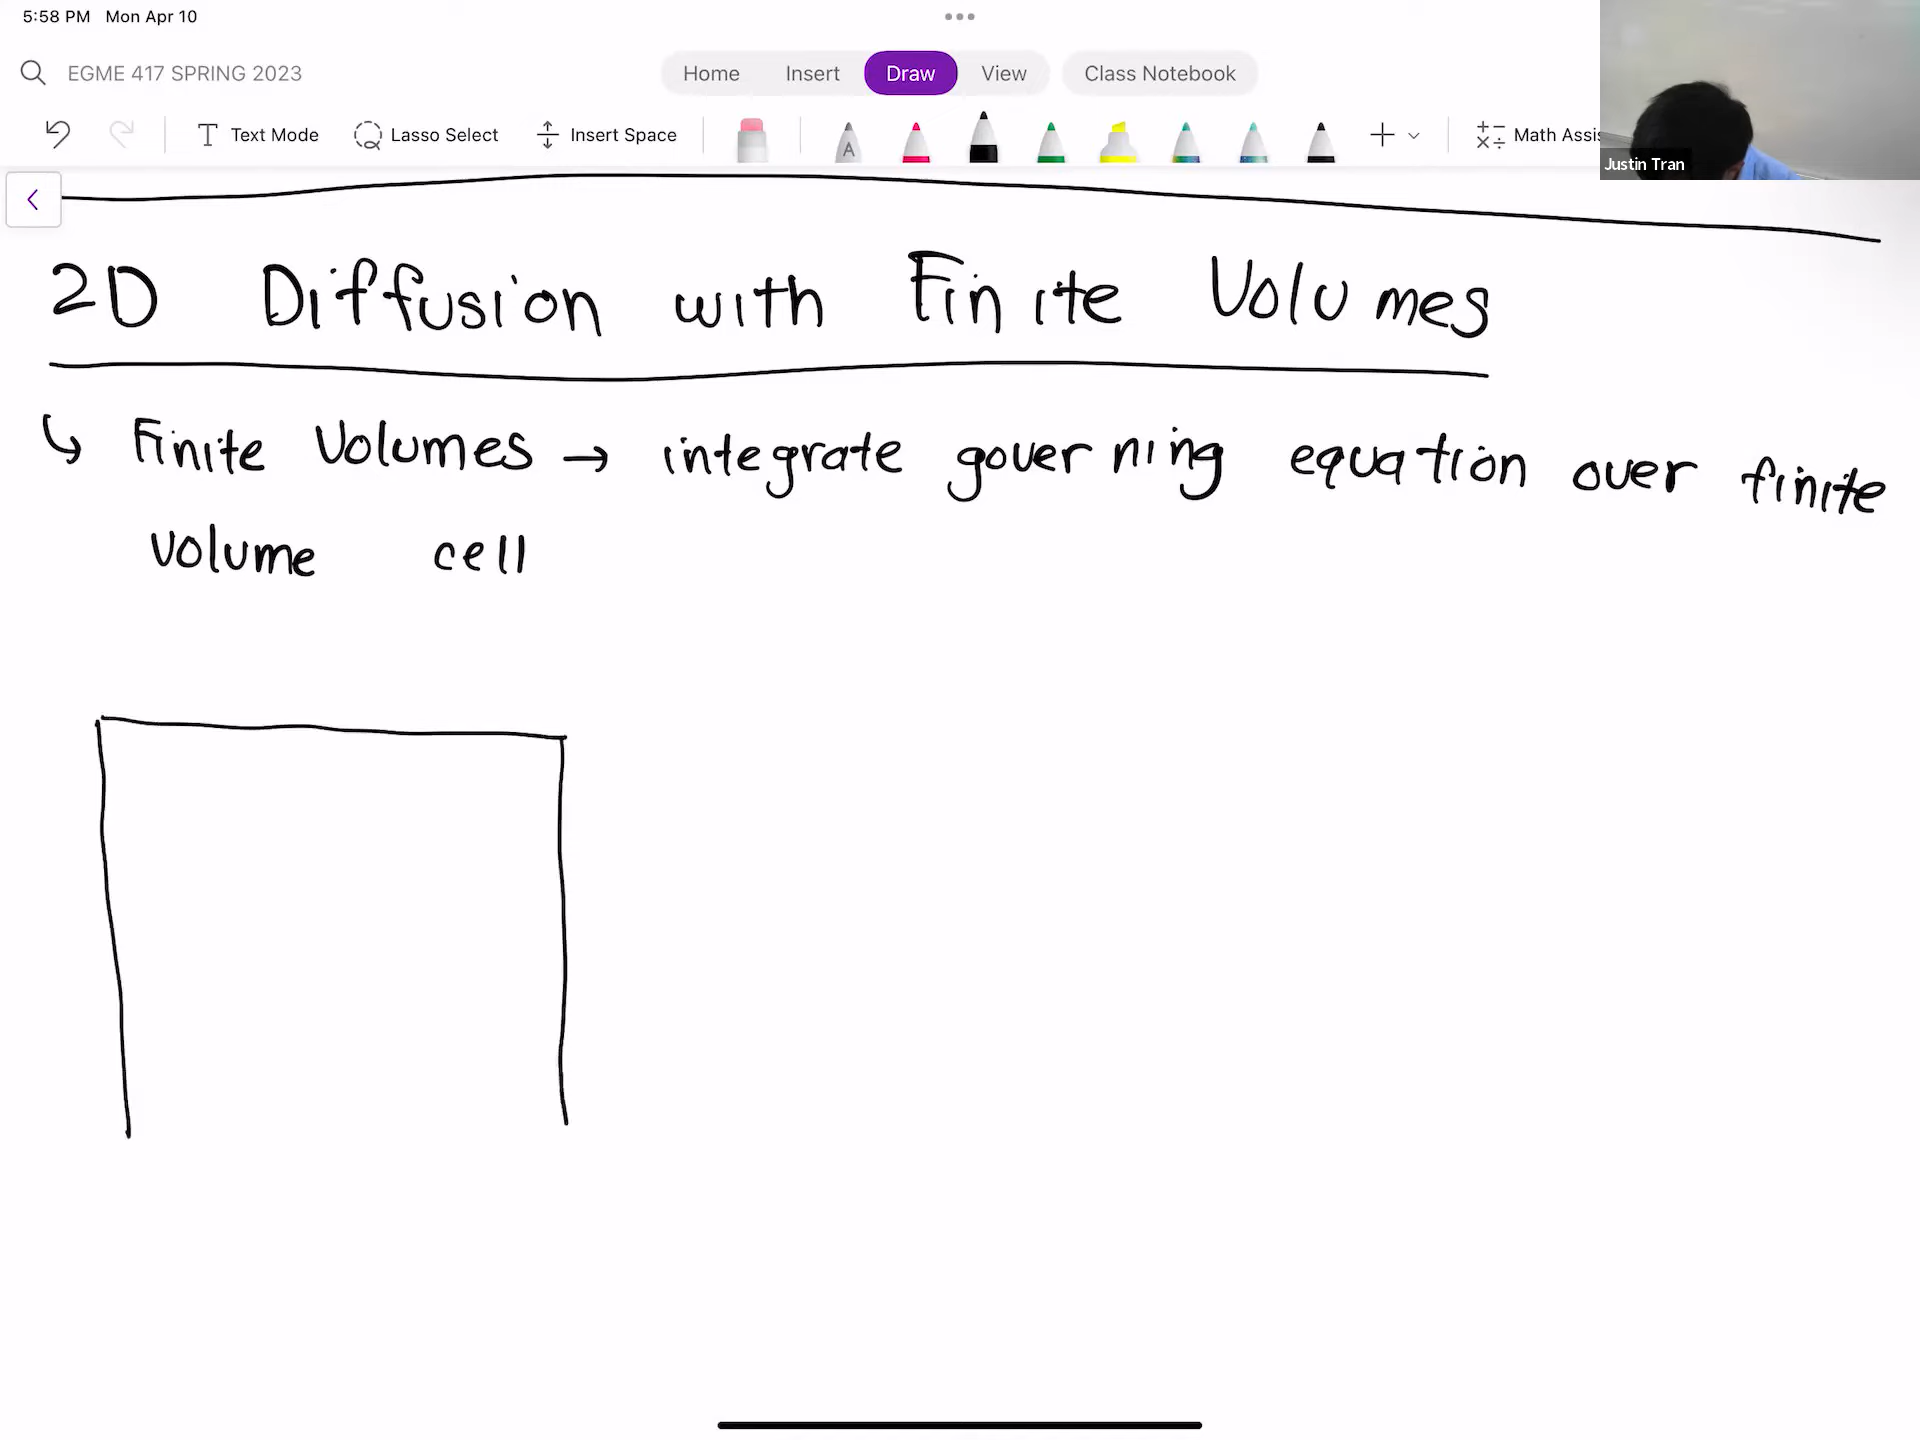 5:58 PM Mon Apr 10
EGME 417 SPRING 2023
Home Insert Draw View Class Notebook
Text Mode Lasso Select Insert Space A Math Assis
Justin Tran
2D Diffusion with Finite Volumes
↳ Finite Volumes → integrate governing equation over finite
volume cell